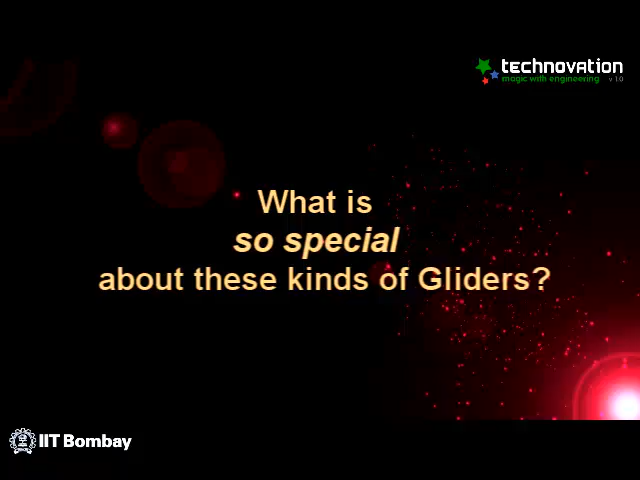 technovation
magic with engineering v 1.0
What is
so special
about these kinds of Gliders?
IIT Bombay